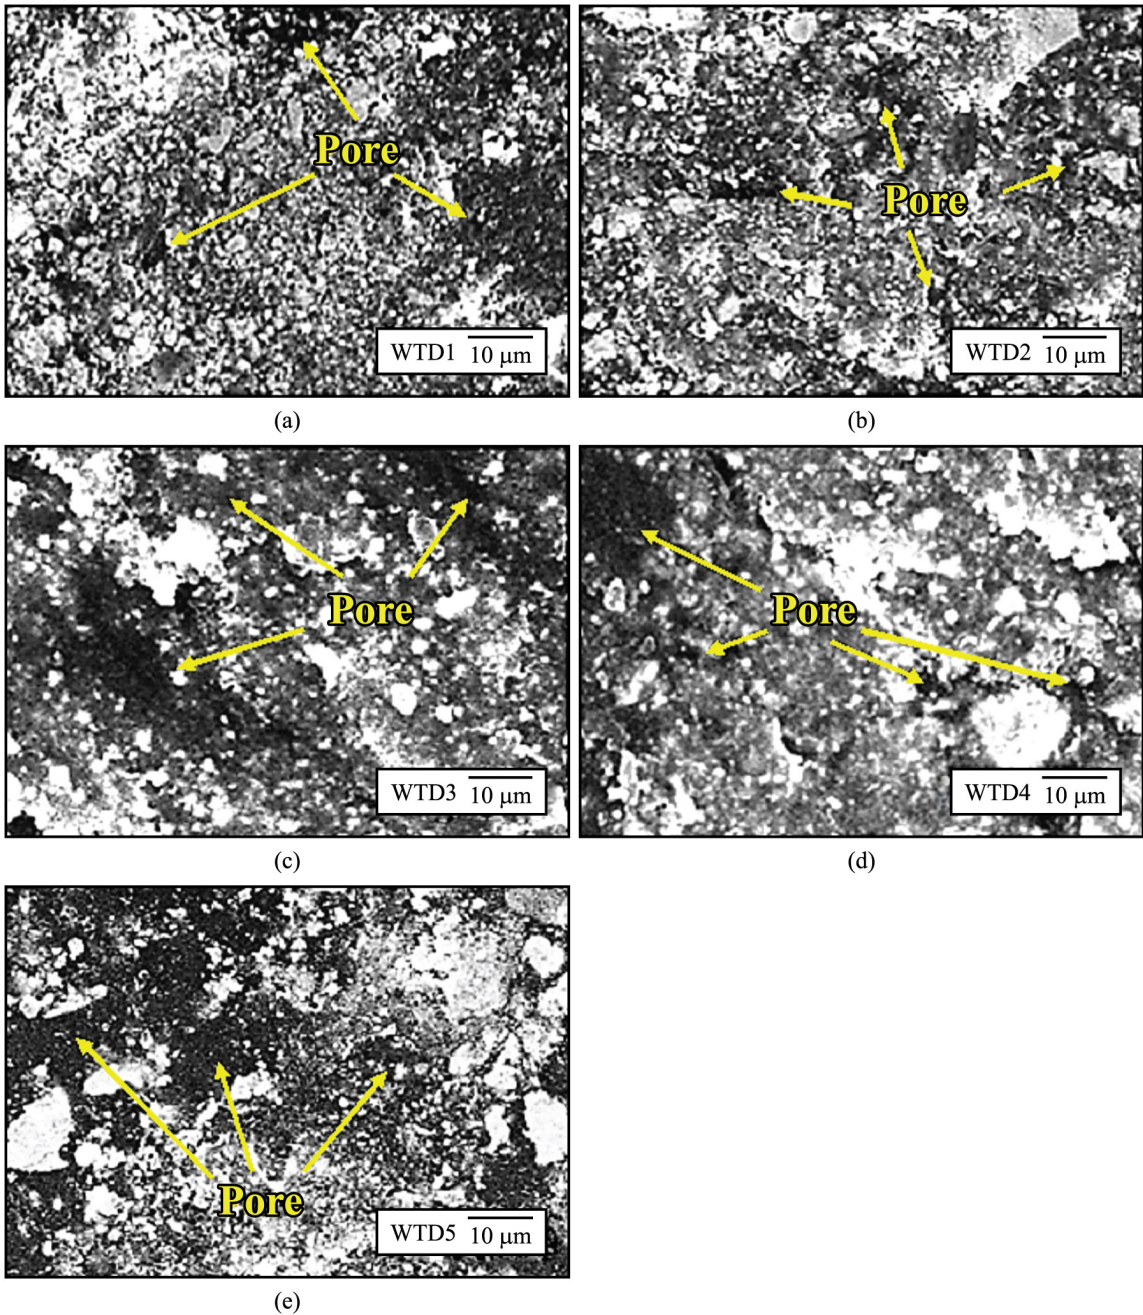 Pore
WTD1 10 μm
(a)
Pore
WTD2 10 μm
(b)
Pore
WTD3 10 μm
(c)
Pore
WTD4 10 μm
(d)
Pore
WTD5 10 μm
(e)